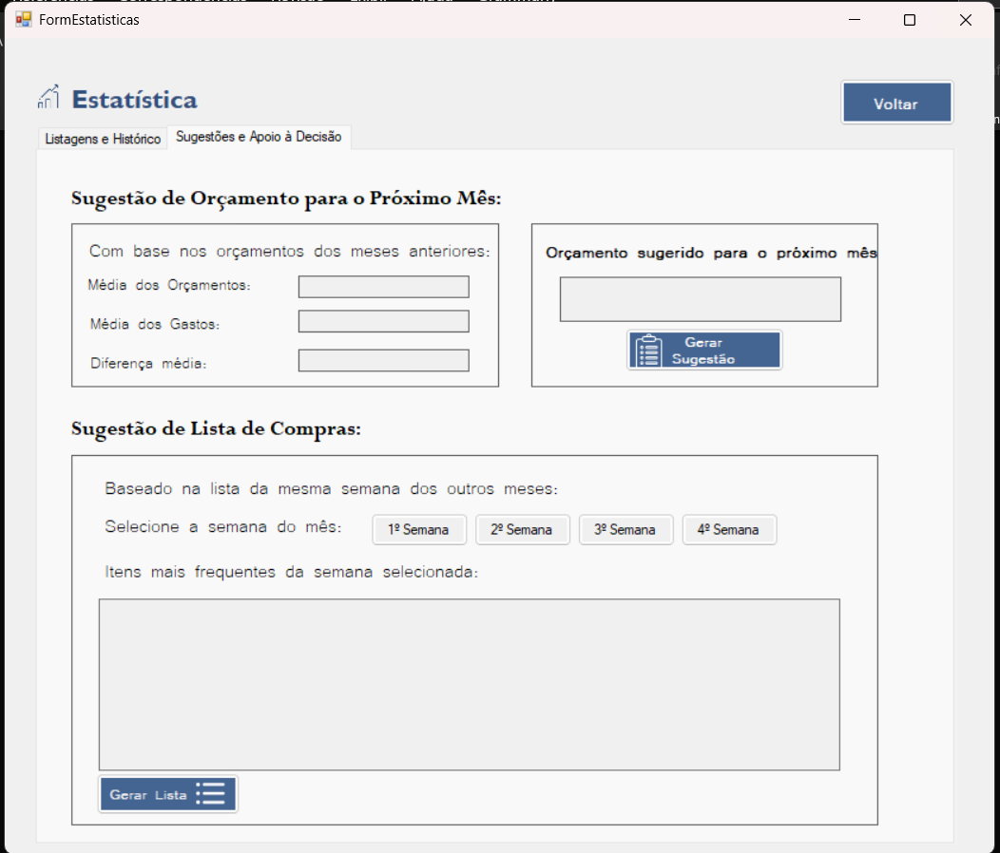 FormEstatisticas
Estatística
Voltar
Listagens e Histórico
Sugestões e Apoio à Decisão
Sugestão de Orçamento para o Próximo Mês:
Com base nos orçamentos dos meses anteriores:
Média dos Orçamentos:
Média dos Gastos:
Diferença média:
Orçamento sugerido para o próximo mês
Gerar
Sugestão
Sugestão de Lista de Compras:
Baseado na lista da mesma semana dos outros meses:
Selecione a semana do mês:
1º Semana
2º Semana
3º Semana
4º Semana
Itens mais frequentes da semana selecionada:
Gerar Lista